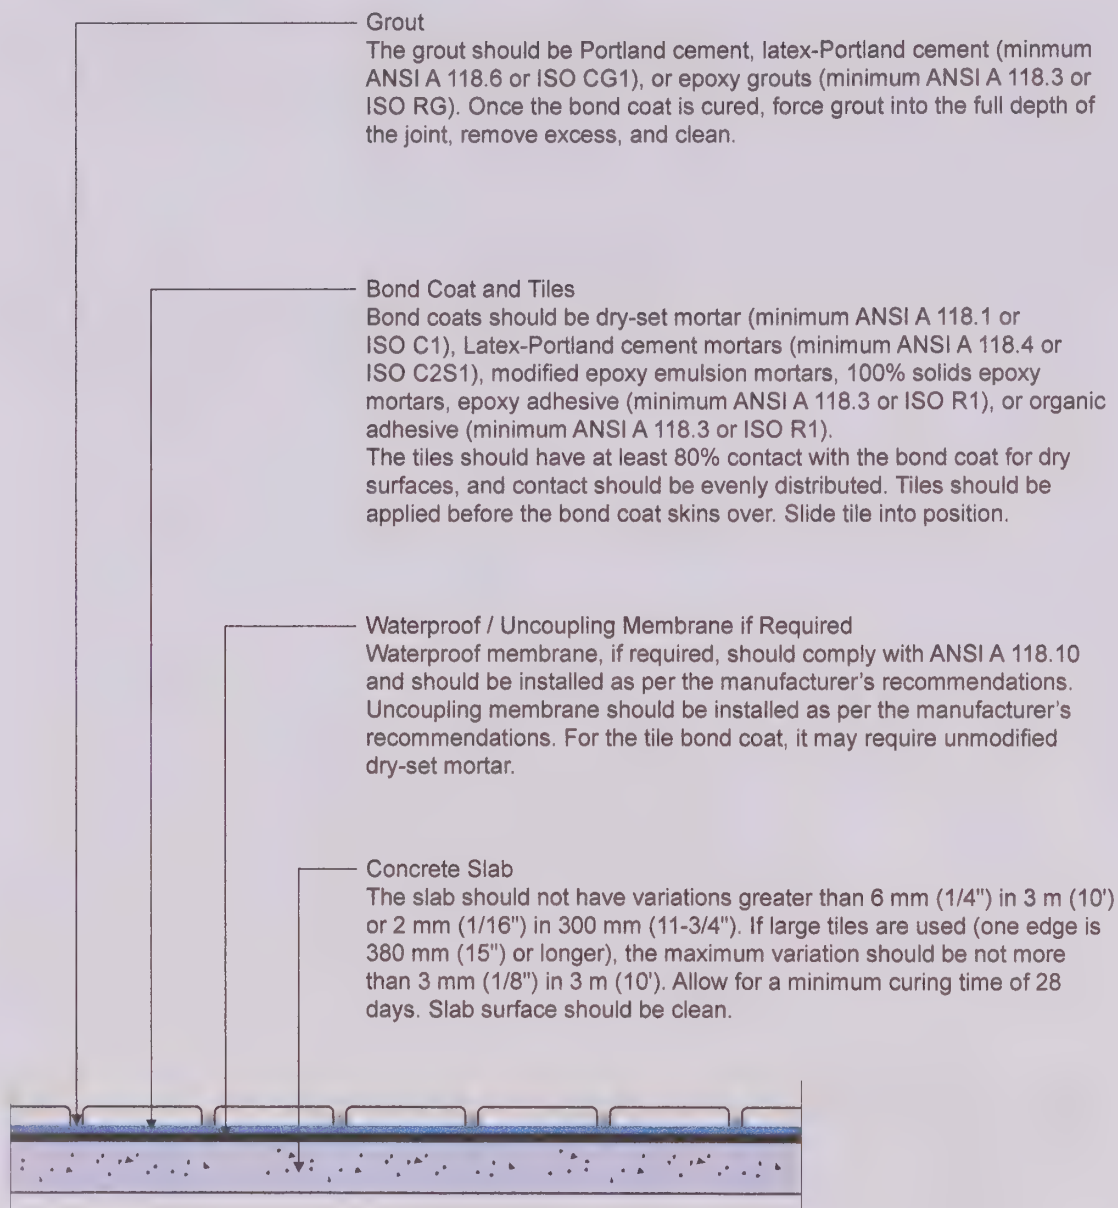 Grout
The grout should be Portland cement, latex-Portland cement (minmum
ANSI A 118.6 or ISO CG1), or epoxy grouts (minimum ANSI A 118.3 or
ISO RG). Once the bond coat is cured, force grout into the full depth of
the joint, remove excess, and clean.
Bond Coat and Tiles
Bond coats should be dry-set mortar (minimum ANSI A 118.1 or
ISO C1), Latex-Portland cement mortars (minimum ANSI A 118.4 or
ISO C2S1), modified epoxy emulsion mortars, 100% solids epoxy
mortars, epoxy adhesive (minimum ANSI A 118.3 or ISO R1), or organic
adhesive (minimum ANSI A 118.3 or ISO R1).
The tiles should have at least 80% contact with the bond coat for dry
surfaces, and contact should be evenly distributed. Tiles should be
applied before the bond coat skins over. Slide tile into position.
Waterproof / Uncoupling Membrane if Required
Waterproof membrane, if required, should comply with ANSI A 118.10
and should be installed as per the manufacturer's recommendations.
Uncoupling membrane should be installed as per the manufacturer's
recommendations. For the tile bond coat, it may require unmodified
dry-set mortar.
Concrete Slab
The slab should not have variations greater than 6 mm (1/4") in 3 m (10')
or 2 mm (1/16") in 300 mm (11-3/4"). If large tiles are used (one edge is
380 mm (15") or longer), the maximum variation should be not more
than 3 mm (1/8") in 3 m (10'). Allow for a minimum curing time of 28
days. Slab surface should be clean.